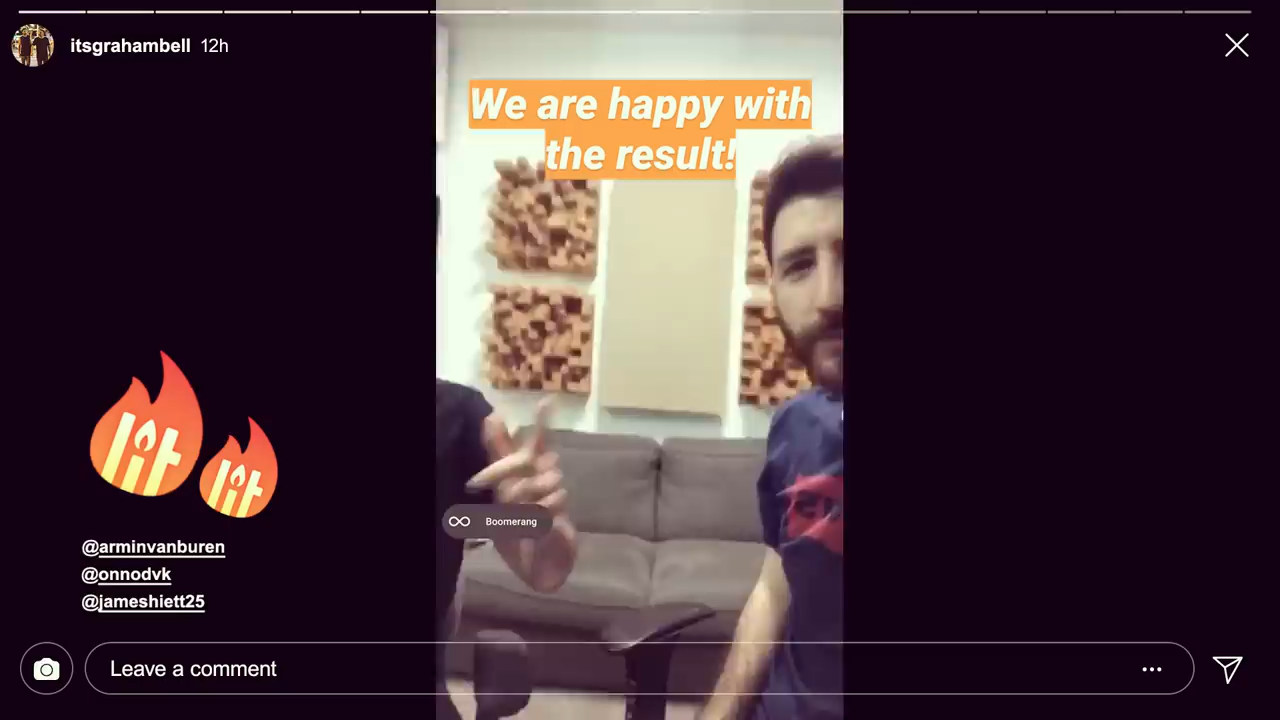 itsgrahambell 12h
We are happy with
the result!
lit
lit
Boomerang
@arminvanburen
@onnodvk
@jameshiett25
Leave a comment